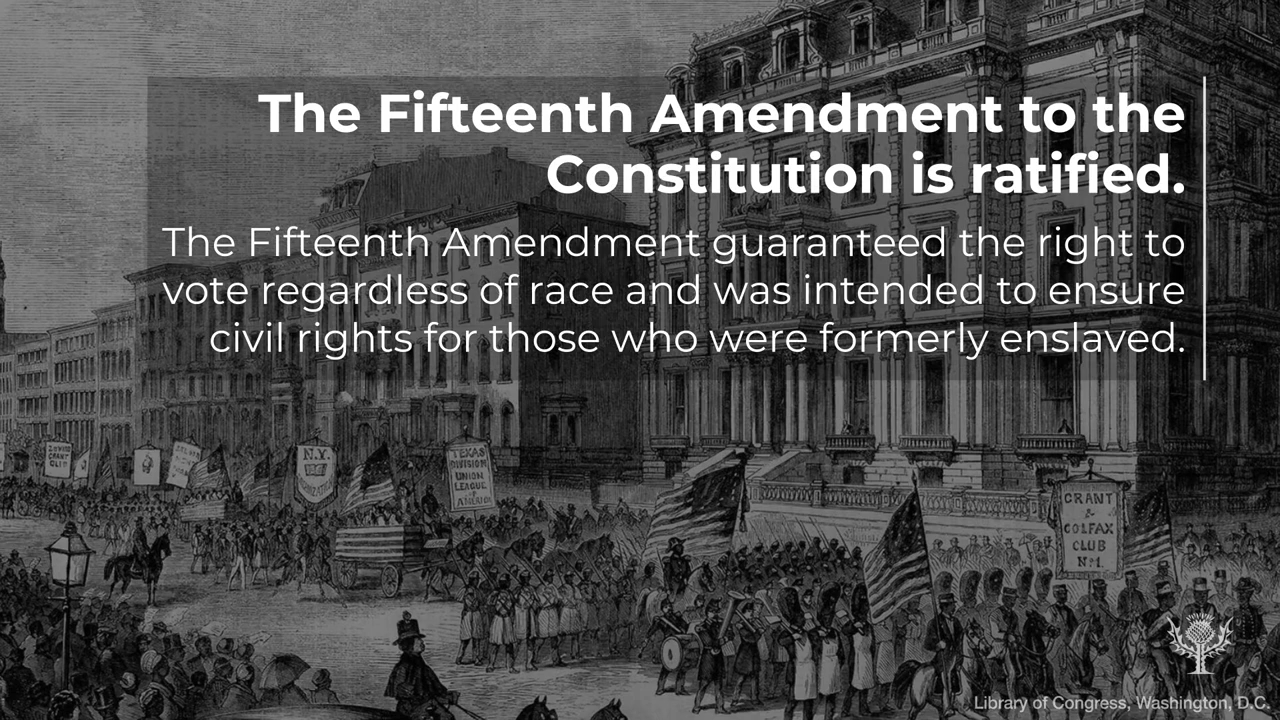 The Fifteenth Amendment to the
Constitution is ratified.
The Fifteenth Amendment guaranteed the right to
vote regardless of race and was intended to ensure
civil rights for those who were formerly enslaved.
GRANT
CLUB
N.Y.
TEXAS
DIVISION
UNION
LEAGUE
OF
AMERICA
GRANT
&
COLFAX
CLUB
Library of Congress, Washington, D.C.